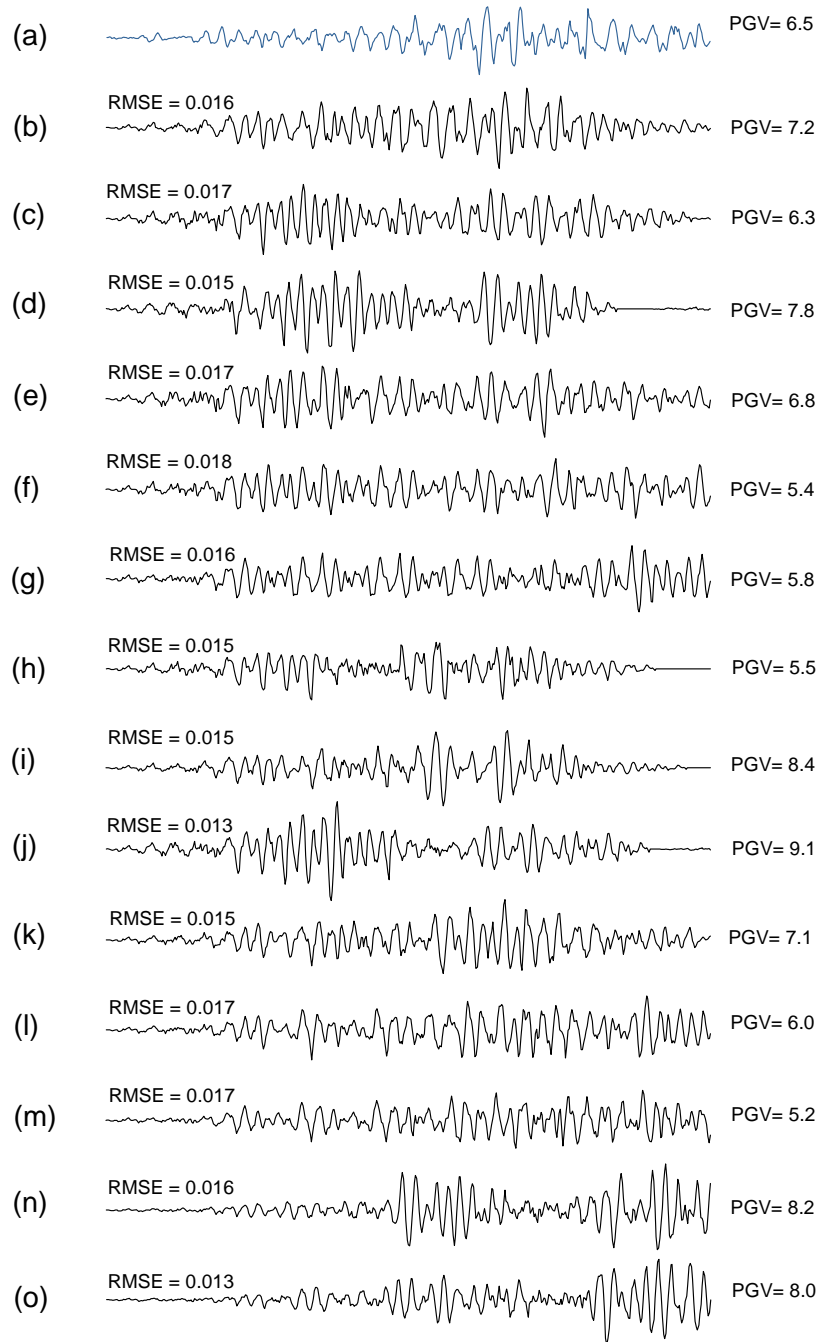 (a) PGV= 6.5
(b) RMSE = 0.016 PGV= 7.2
(c) RMSE = 0.017 PGV= 6.3
(d) RMSE = 0.015 PGV= 7.8
(e) RMSE = 0.017 PGV= 6.8
(f) RMSE = 0.018 PGV= 5.4
(g) RMSE = 0.016 PGV= 5.8
(h) RMSE = 0.015 PGV= 5.5
(i) RMSE = 0.015 PGV= 8.4
(j) RMSE = 0.013 PGV= 9.1
(k) RMSE = 0.015 PGV= 7.1
(l) RMSE = 0.017 PGV= 6.0
(m) RMSE = 0.017 PGV= 5.2
(n) RMSE = 0.016 PGV= 8.2
(o) RMSE = 0.013 PGV= 8.0